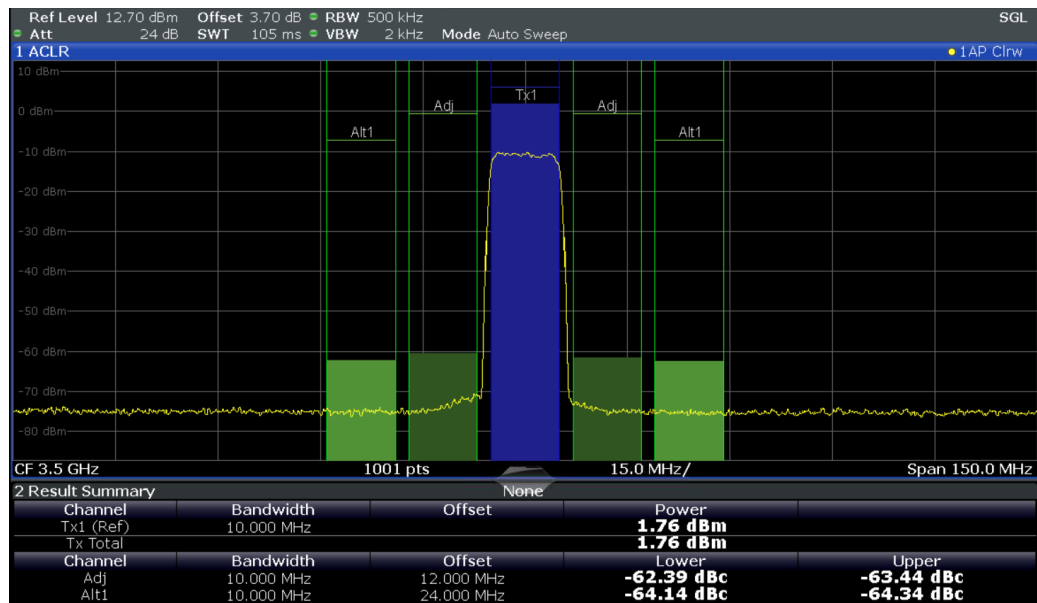 Ref Level 12.70 dBm Offset 3.70 dB RBW 500 kHz SGL
Att 24 dB SWT 105 ms VBW 2 kHz Mode Auto Sweep
1 ACLR 1AP Clrw
10 dBm
Tx1
0 dBm Adj Adj
Alt1 Alt1
-10 dBm
-20 dBm
-30 dBm
-40 dBm
-50 dBm
-60 dBm
-70 dBm
-80 dBm
CF 3.5 GHz 1001 pts 15.0 MHz/ Span 150.0 MHz
2 Result Summary None
Channel Bandwidth Offset Power
Tx1 (Ref) 10.000 MHz 1.76 dBm
Tx Total 1.76 dBm
Channel Bandwidth Offset Lower Upper
Adj 10.000 MHz 12.000 MHz -62.39 dBc -63.44 dBc
Alt1 10.000 MHz 24.000 MHz -64.14 dBc -64.34 dBc